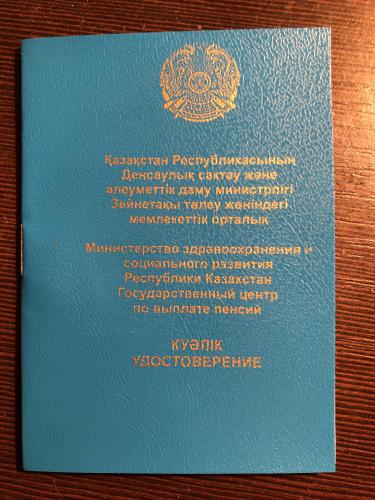 Қазақстан Республикасының
Денсаулық сақтау және
әлеуметтік даму министрлігі
Зейнетақы төлеу жөніндегі
мемлекеттік орталық
Министерство здравоохранения и
социального развития
Республики Казахстан
Государственный центр
по выплате пенсий
КУӘЛІҚ
УДОСТОВЕРЕНИЕ